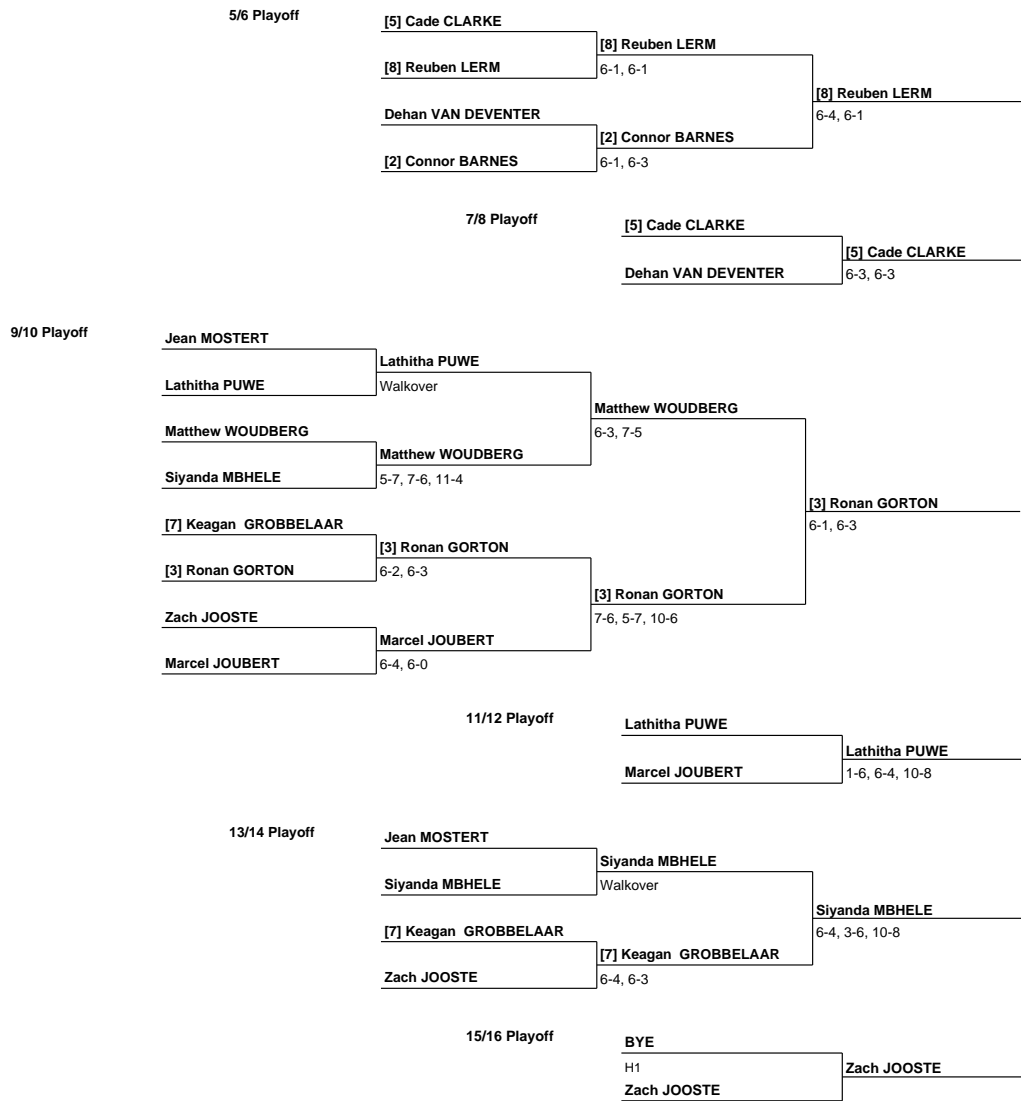 5/6 Playoff
[5] Cade CLARKE
[8] Reuben LERM
[8] Reuben LERM
6-1, 6-1
[8] Reuben LERM
6-4, 6-1
Dehan VAN DEVENTER
[2] Connor BARNES
[2] Connor BARNES
6-1, 6-3
7/8 Playoff
[5] Cade CLARKE
[5] Cade CLARKE
Dehan VAN DEVENTER
6-3, 6-3
9/10 Playoff
Jean MOSTERT
Lathitha PUWE
Lathitha PUWE
Walkover
Matthew WOUDBERG
6-3, 7-5
Matthew WOUDBERG
Matthew WOUDBERG
Siyanda MBHELE
5-7, 7-6, 11-4
[3] Ronan GORTON
6-1, 6-3
[7] Keagan  GROBBELAAR
[3] Ronan GORTON
[3] Ronan GORTON
6-2, 6-3
[3] Ronan GORTON
7-6, 5-7, 10-6
Zach JOOSTE
Marcel JOUBERT
Marcel JOUBERT
6-4, 6-0
11/12 Playoff
Lathitha PUWE
Lathitha PUWE
Marcel JOUBERT
1-6, 6-4, 10-8
13/14 Playoff
Jean MOSTERT
Siyanda MBHELE
Siyanda MBHELE
Walkover
Siyanda MBHELE
6-4, 3-6, 10-8
[7] Keagan  GROBBELAAR
[7] Keagan  GROBBELAAR
Zach JOOSTE
6-4, 6-3
15/16 Playoff
BYE
H1
Zach JOOSTE
Zach JOOSTE